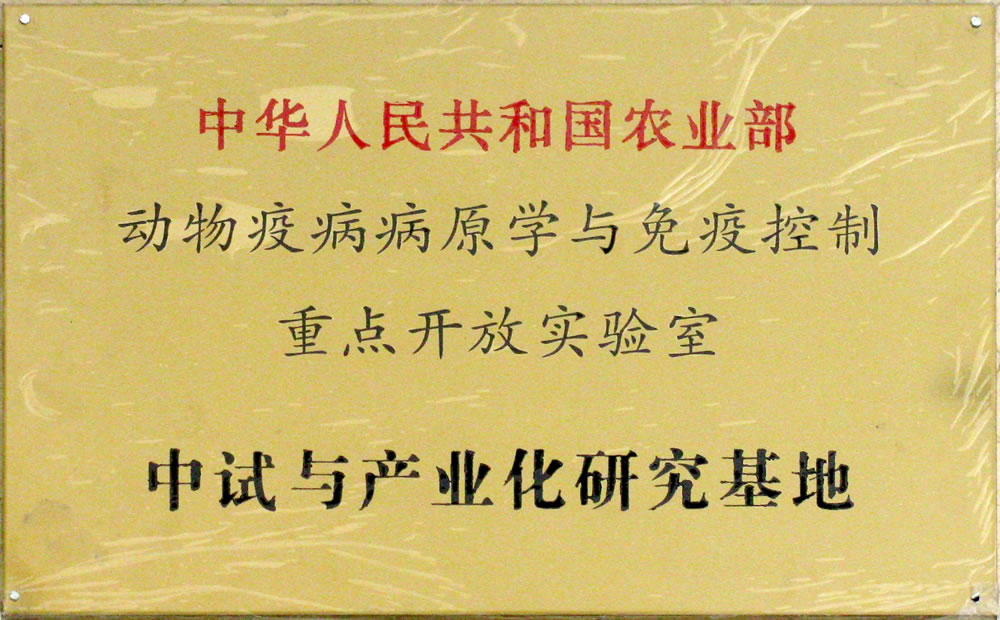 中华人民共和国农业部
动物疫病病原学与免疫控制
重点开放实验室
中试与产业化研究基地